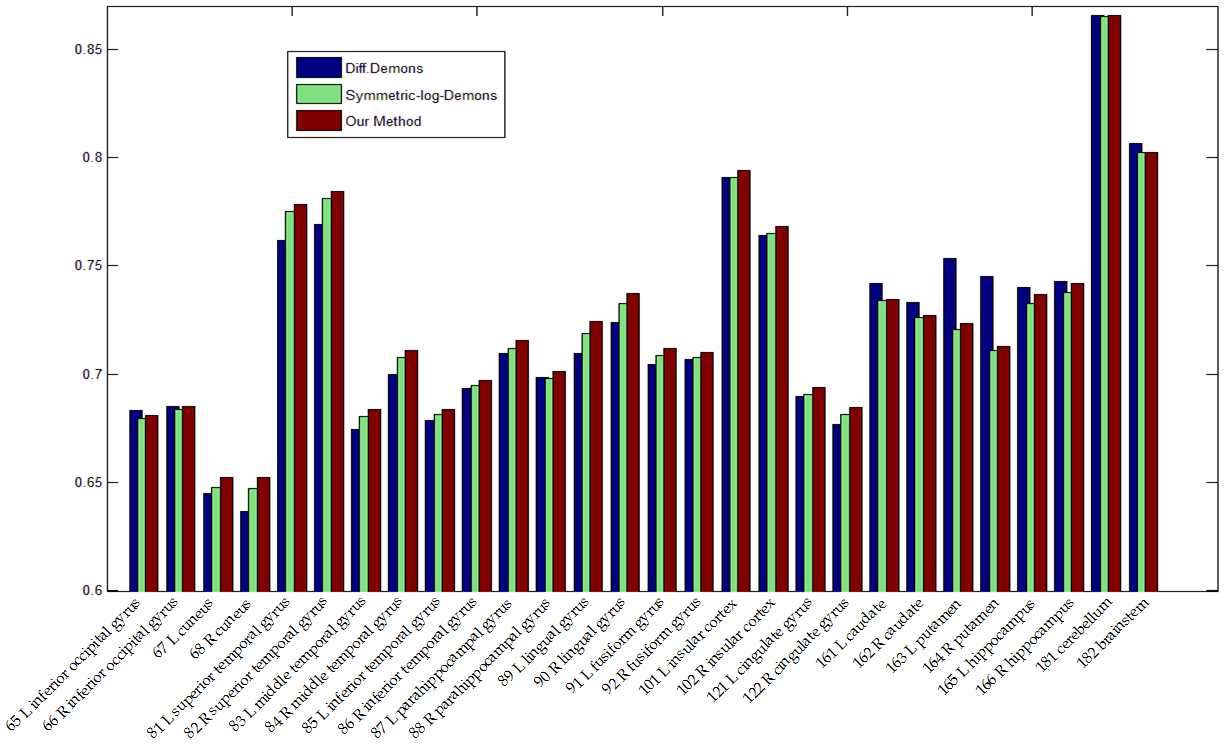 0.85
0.8
0.75
0.7
0.65
0.6
Diff.Demons
Symmetric-log-Demons
Our Method
65 L inferior occipital gyrus
66 R inferior occipital gyrus
67 L cuneus
68 R cuneus
81 L superior temporal gyrus
82 R superior temporal gyrus
83 L middle temporal gyrus
84 R middle temporal gyrus
85 L inferior temporal gyrus
86 R inferior temporal gyrus
87 L parahippocampal gyrus
88 R parahippocampal gyrus
89 L lingual gyrus
90 R lingual gyrus
91 L fusiform gyrus
92 R fusiform gyrus
101 L insular cortex
102 R insular cortex
121 L cingulate gyrus
122 R cingulate gyrus
161 L caudate
162 R caudate
163 L putamen
164 R putamen
165 L hippocampus
166 R hippocampus
181 cerebellum
182 brainstem